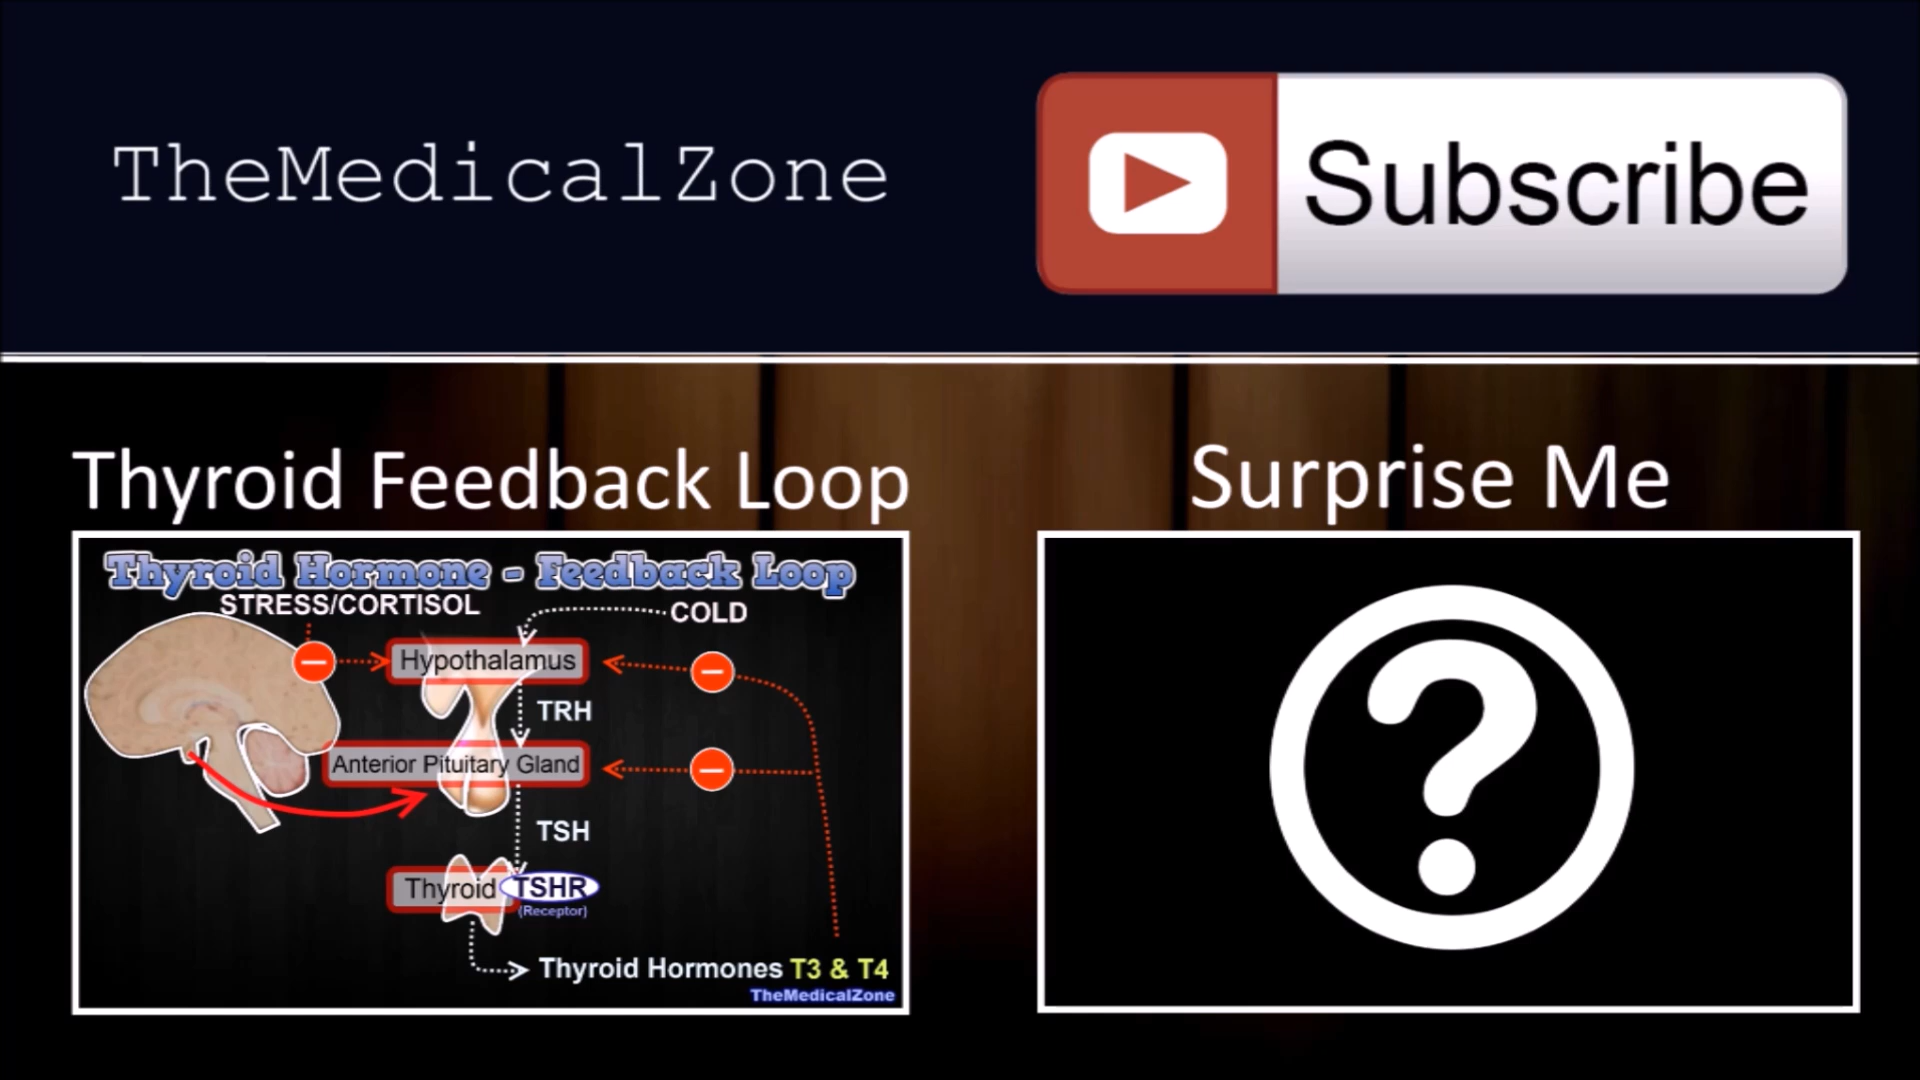 TheMedicalZone
Subscribe
Thyroid Feedback Loop
Surprise Me
Thyroid Hormone - Feedback Loop
STRESS/CORTISOL
COLD
Hypothalamus
TRH
Anterior Pituitary Gland
TSH
Thyroid
TSHR
(Receptor)
Thyroid Hormones T3 & T4
TheMedicalZone